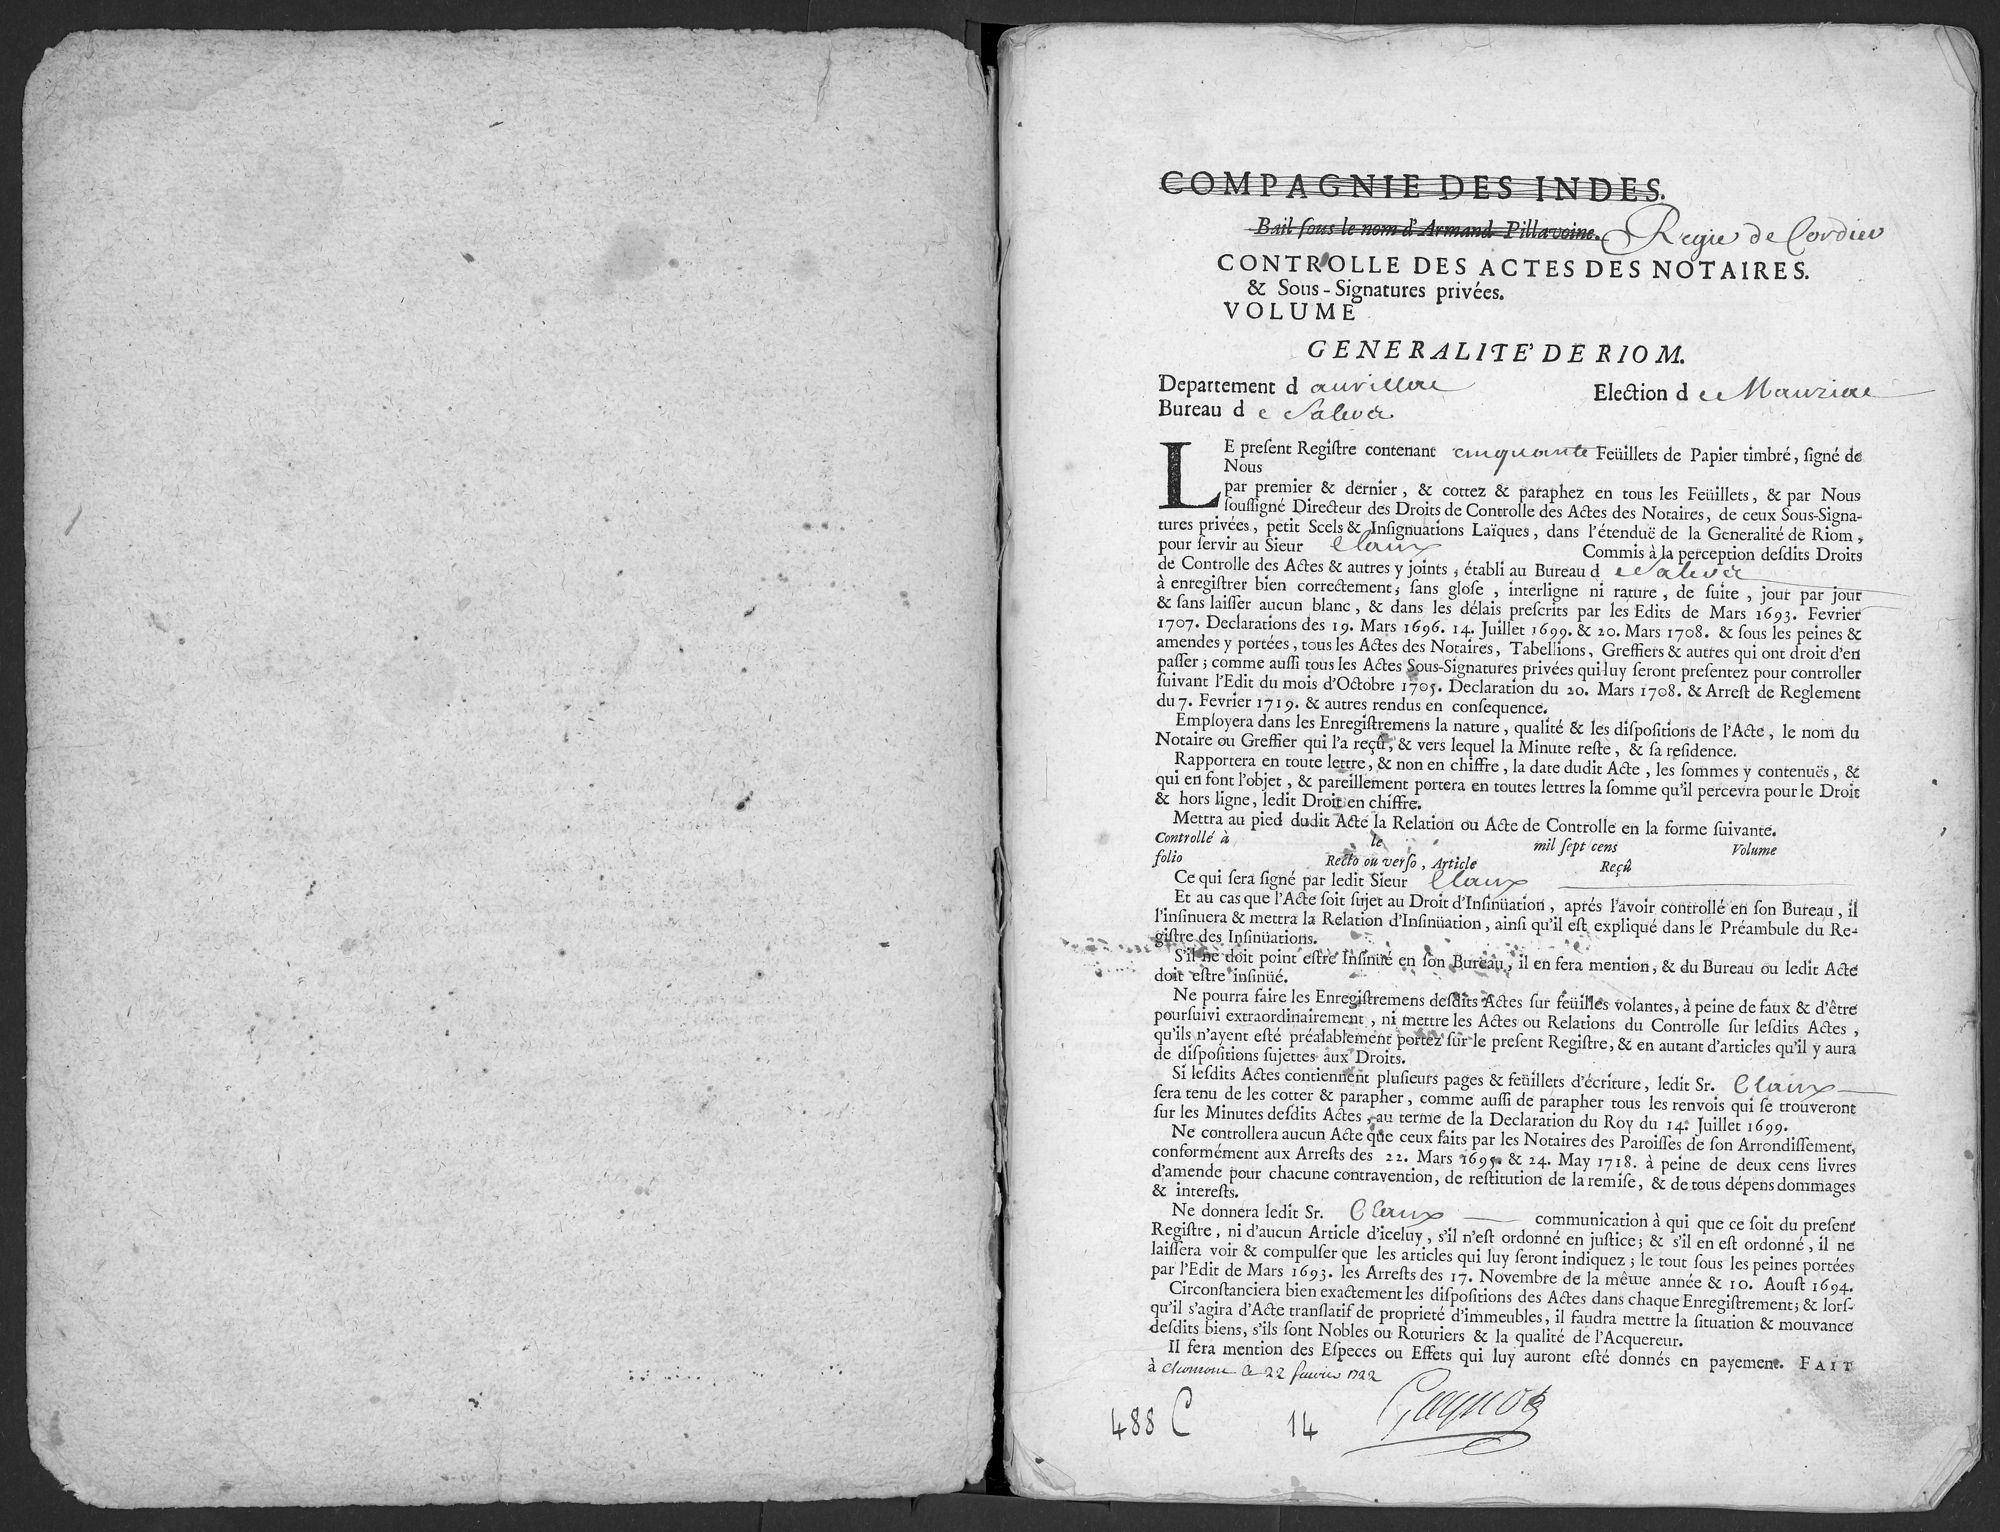 COMPAGNIE DES INDES.
Bail ſous le nom d'Armand Pillavoine. Regie de Cordier
CONTROLLE DES ACTES DES NOTAIRES.
& Sous-Signatures privées.
VOLUME
GENERALITE' DE RIOM.
Departement d aurillac Election d e Mauriac
Bureau d e Salers
LE preſent Regiſtre contenant cinquante Feüillets de Papier timbré, ſigné de
Nous
par premier & dernier, & cottez & paraphez en tous les Feüillets, & par Nous
ſouſſigné Directeur des Droits de Controlle des Actes des Notaires, de ceux Sous-Signa-
tures privées, petit Scels & Inſignuations Laïques, dans l'étenduë de la Generalité de Riom,
pour ſervir au Sieur Claux Commis à la perception deſdits Droits
de Controlle des Actes & autres y joints, établi au Bureau d e Salers
à enregiſtrer bien correctement; ſans gloſe, interligne ni rature, de ſuite, jour par jour
& ſans laiſſer aucun blanc, & dans les délais preſcrits par les Edits de Mars 1693. Fevrier
1707. Declarations des 19. Mars 1696. 14. Juillet 1699. & 20. Mars 1708. & ſous les peines &
amendes y portées, tous les Actes des Notaires, Tabellions, Greffiers & autres qui ont droit d'en
paſſer; comme auſſi tous les Actes Sous-Signatures privées qui luy ſeront preſentez pour controller
ſuivant l'Edit du mois d'Octobre 1705. Declaration du 20. Mars 1708. & Arreſt de Reglement
du 7. Fevrier 1719. & autres rendus en conſequence.
Employera dans les Enregiſtremens la nature, qualité & les diſpoſitions de l'Acte, le nom du
Notaire ou Greffier qui l'a reçû, & vers lequel la Minute reſte, & ſa reſidence.
Rapportera en toute lettre, & non en chiffre, la date dudit Acte, les ſommes y contenuës, &
qui en font l'objet, & pareillement portera en toutes lettres la ſomme qu'il percevra pour le Droit
& hors ligne, ledit Droit en chiffre.
Mettra au pied dudit Acte la Relation ou Acte de Controlle en la forme ſuivante.
Controllé à le mil ſept cens Volume
folio Recto ou verſo, Article Reçû
Ce qui ſera ſigné par ledit Sieur Claux
Et au cas que l'Acte ſoit ſujet au Droit d'Inſinüation, aprés l'avoir controllé en ſon Bureau, il
l'inſinuera & mettra la Relation d'Inſinüation, ainſi qu'il eſt expliqué dans le Préambule du Re-
giſtre des Inſinüations.
S'il ne doit point eſtre Inſinüé en ſon Bureau, il en fera mention, & du Bureau ou ledit Acte
doit eſtre inſinüé.
Ne pourra faire les Enregiſtremens deſdits Actes ſur feüilles volantes, à peine de faux & d'être
pourſuivi extraordinairement, ni mettre les Actes ou Relations du Controlle ſur leſdits Actes,
qu'ils n'ayent eſté préalablement portez ſur le preſent Regiſtre, & en autant d'articles qu'il y aura
de diſpoſitions ſujettes aux Droits.
Si leſdits Actes contiennent pluſieurs pages & feüillets d'écriture, ledit Sr. Claux
ſera tenu de les cotter & parapher, comme auſſi de parapher tous les renvois qui ſe trouveront
ſur les Minutes deſdits Actes, au terme de la Declaration du Roy du 14. Juillet 1699.
Ne controllera aucun Acte que ceux faits par les Notaires des Paroiſſes de ſon Arrondiſſement,
conformément aux Arreſts des 22. Mars 1695. & 24. May 1718. à peine de deux cens livres
d'amende pour chacune contravention, de reſtitution de la remiſe, & de tous dépens dommages
& intereſts.
Ne donnera ledit Sr. Claux communication à qui que ce ſoit du preſent
Regiſtre, ni d'aucun Article d'iceluy, s'il n'eſt ordonné en juſtice; & s'il en eſt ordonné, il ne
laiſſera voir & compulſer que les articles qui luy ſeront indiquez; le tout ſous les peines portées
par l'Edit de Mars 1693. les Arreſts des 17. Novembre de la même année & 10. Aouſt 1694.
Circonſtanciera bien exactement les diſpoſitions des Actes dans chaque Enregiſtrement; & lorſ-
qu'il s'agira d'Acte tranſlatif de proprieté d'immeubles, il faudra mettre la ſituation & mouvance
deſdits biens, s'ils ſont Nobles ou Roturiers & la qualité de l'Acquereur.
Il fera mention des Eſpeces ou Effets qui luy auront eſté donnés en payement. FAIT
à le 22 fevrier 1722
488 C 14